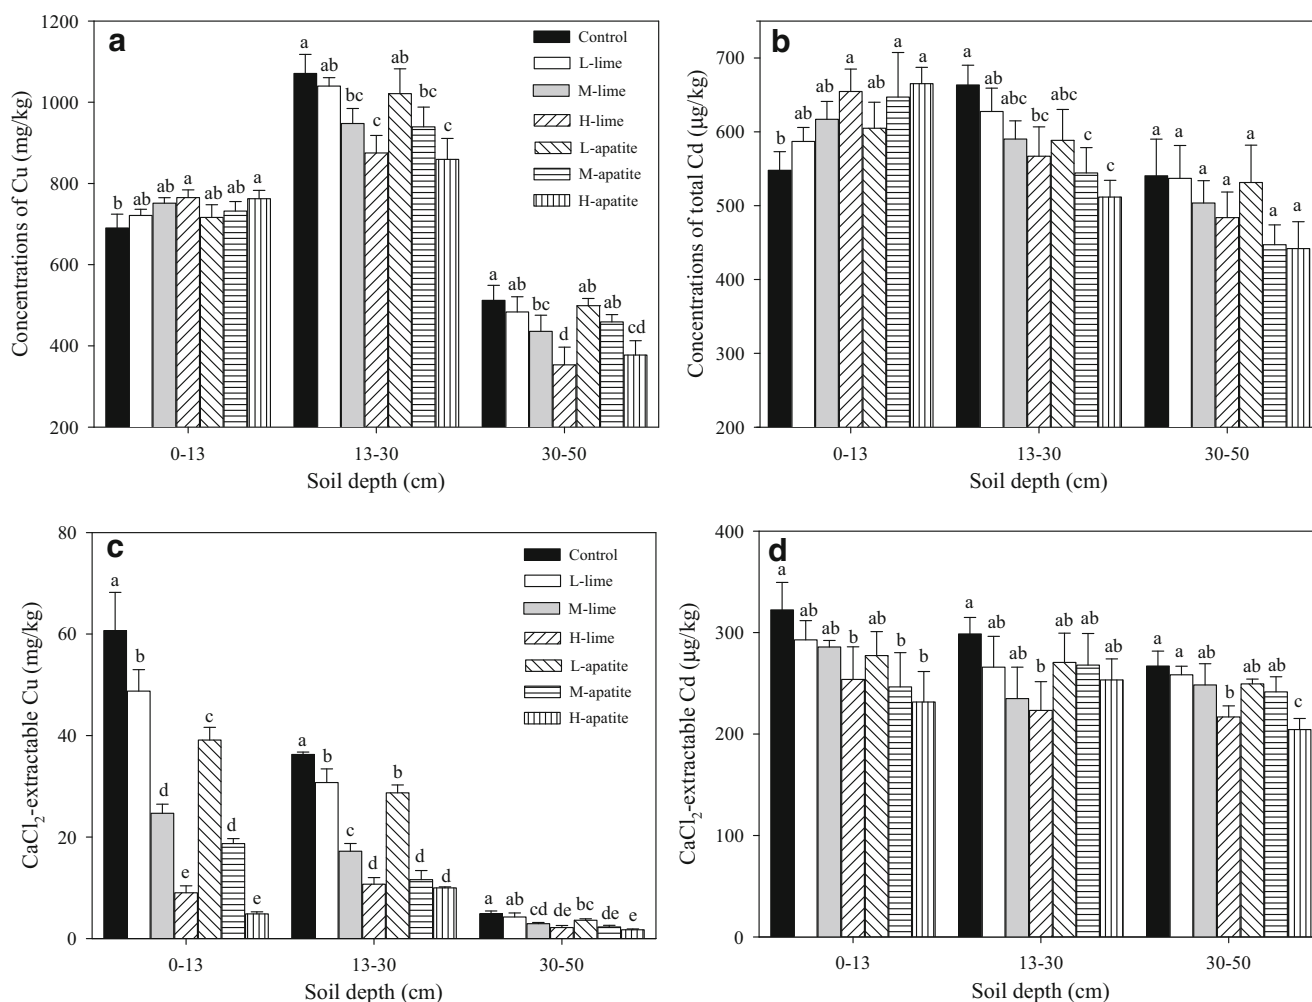 a
Concentrations of Cu (mg/kg)
1200
1000
800
600
400
200
b ab ab a ab ab a
a ab bc c ab bc c
a ab bc d ab ab cd
Control
L-lime
M-lime
H-lime
L-apatite
M-apatite
H-apatite
0-13 13-30 30-50
Soil depth (cm)
b
Concentrations of total Cd (µg/kg)
700
600
500
400
300
200
b ab ab a ab a a
a ab abc bc abc c c
a a a a a a a
0-13 13-30 30-50
Soil depth (cm)
c
CaCl₂-extractable Cu (mg/kg)
80
60
40
20
0
a b d e c d e
a b c d b d d
a ab cd de bc de e
Control
L-lime
M-lime
H-lime
L-apatite
M-apatite
H-apatite
0-13 13-30 30-50
Soil depth (cm)
d
CaCl₂-extractable Cd (µg/kg)
400
300
200
100
0
a ab ab b ab b b
a ab ab b ab ab ab
a a ab b ab ab c
0-13 13-30 30-50
Soil depth (cm)